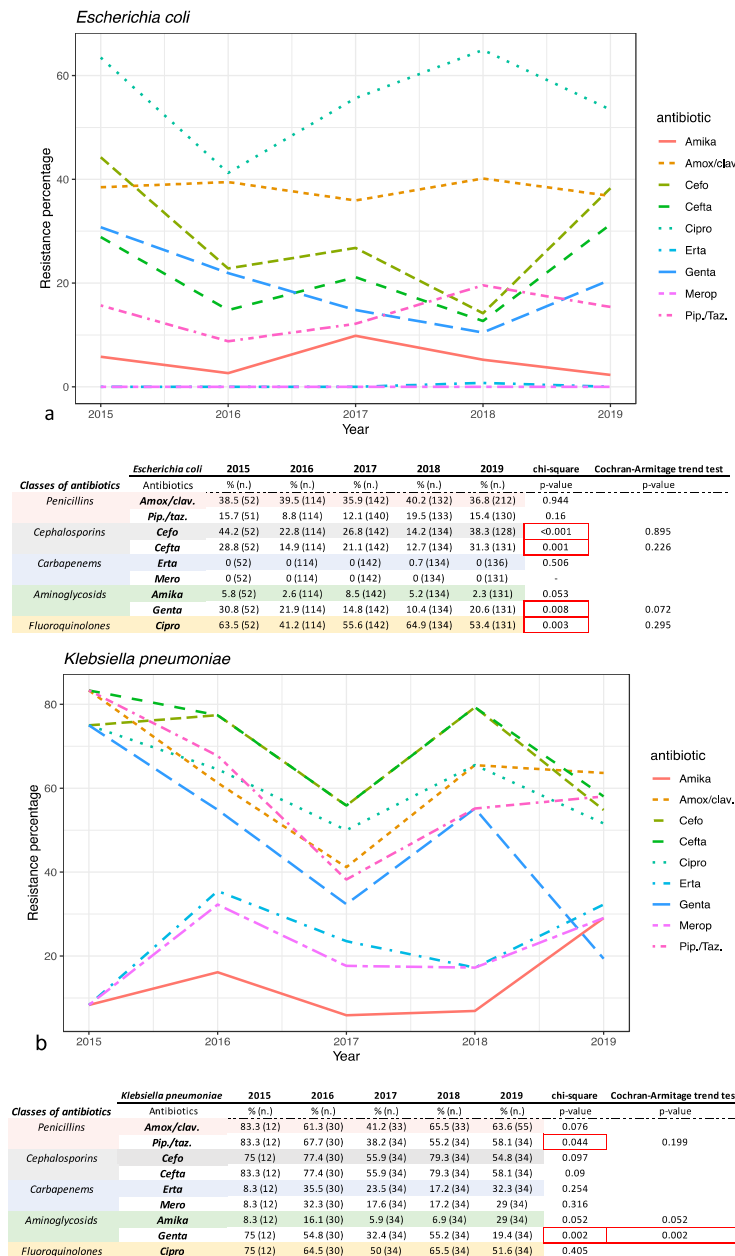 Escherichia coli
60
40
20
0
Resistance percentage
2015 2016 2017 2018 2019
Year
a
antibiotic
Amika
Amox/clav.
Cefo
Cefta
Cipro
Erta
Genta
Merop
Pip./Taz.
Escherichia coli 2015 2016 2017 2018 2019 chi-square Cochran-Armitage trend test
Classes of antibiotics Antibiotics % (n.) % (n.) % (n.) % (n.) % (n.) p-value p-value
Penicillins Amox/clav. 38.5 (52) 39.5 (114) 35.9 (142) 40.2 (132) 36.8 (212) 0.944
Pip./taz. 15.7 (51) 8.8 (114) 12.1 (140) 19.5 (133) 15.4 (130) 0.16
Cephalosporins Cefo 44.2 (52) 22.8 (114) 26.8 (142) 14.2 (134) 38.3 (128) <0.001 0.895
Cefta 28.8 (52) 14.9 (114) 21.1 (142) 12.7 (134) 31.3 (131) 0.001 0.226
Carbapenems Erta 0 (52) 0 (114) 0 (142) 0.7 (134) 0 (136) 0.506
Mero 0 (52) 0 (114) 0 (142) 0 (134) 0 (131) -
Aminoglycosids Amika 5.8 (52) 2.6 (114) 8.5 (142) 5.2 (134) 2.3 (131) 0.053
Genta 30.8 (52) 21.9 (114) 14.8 (142) 10.4 (134) 20.6 (131) 0.008 0.072
Fluoroquinolones Cipro 63.5 (52) 41.2 (114) 55.6 (142) 64.9 (134) 53.4 (131) 0.003 0.295
Klebsiella pneumoniae
80
60
40
20
Resistance percentage
2015 2016 2017 2018 2019
Year
b
antibiotic
Amika
Amox/clav.
Cefo
Cefta
Cipro
Erta
Genta
Merop
Pip./Taz.
Klebsiella pneumoniae 2015 2016 2017 2018 2019 chi-square Cochran-Armitage trend test
Classes of antibiotics Antibiotics % (n.) % (n.) % (n.) % (n.) % (n.) p-value p-value
Penicillins Amox/clav. 83.3 (12) 61.3 (30) 41.2 (33) 65.5 (33) 63.6 (55) 0.076
Pip./taz. 83.3 (12) 67.7 (30) 38.2 (34) 55.2 (34) 58.1 (34) 0.044 0.199
Cephalosporins Cefo 75 (12) 77.4 (30) 55.9 (34) 79.3 (34) 54.8 (34) 0.097
Cefta 83.3 (12) 77.4 (30) 55.9 (34) 79.3 (34) 58.1 (34) 0.09
Carbapenems Erta 8.3 (12) 35.5 (30) 23.5 (34) 17.2 (34) 32.3 (34) 0.254
Mero 8.3 (12) 32.3 (30) 17.6 (34) 17.2 (34) 29 (34) 0.316
Aminoglycosids Amika 8.3 (12) 16.1 (30) 5.9 (34) 6.9 (34) 29 (34) 0.052 0.052
Genta 75 (12) 54.8 (30) 32.4 (34) 55.2 (34) 19.4 (34) 0.002 0.002
Fluoroquinolones Cipro 75 (12) 64.5 (30) 50 (34) 65.5 (34) 51.6 (34) 0.405